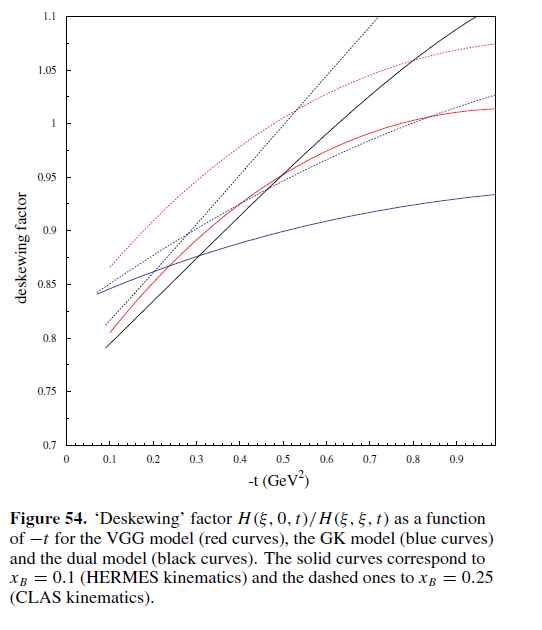 1.1
1.05
1
0.95
0.9
0.85
0.8
0.75
0.7
deskewing factor
0 0.1 0.2 0.3 0.4 0.5 0.6 0.7 0.8 0.9
-t (GeV²)
Figure 54. ‘Deskewing’ factor H(ξ, 0, t)/H(ξ, ξ, t) as a function
of −t for the VGG model (red curves), the GK model (blue curves)
and the dual model (black curves). The solid curves correspond to
x_B = 0.1 (HERMES kinematics) and the dashed ones to x_B = 0.25
(CLAS kinematics).